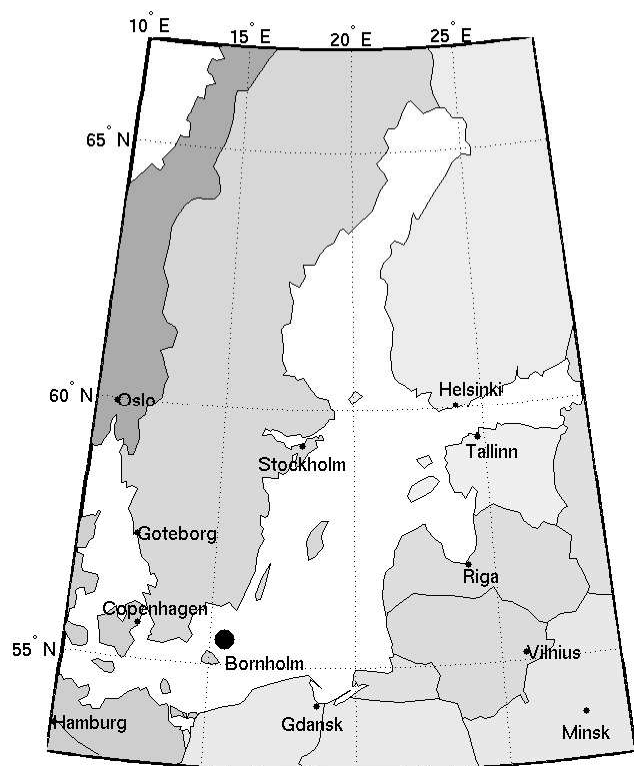 10° E
15° E
20° E
25° E
65° N
60° N
Oslo
Helsinki
Tallinn
Stockholm
Goteborg
Riga
Copenhagen
55° N
Bornholm
Vilnius
Hamburg
Gdansk
Minsk